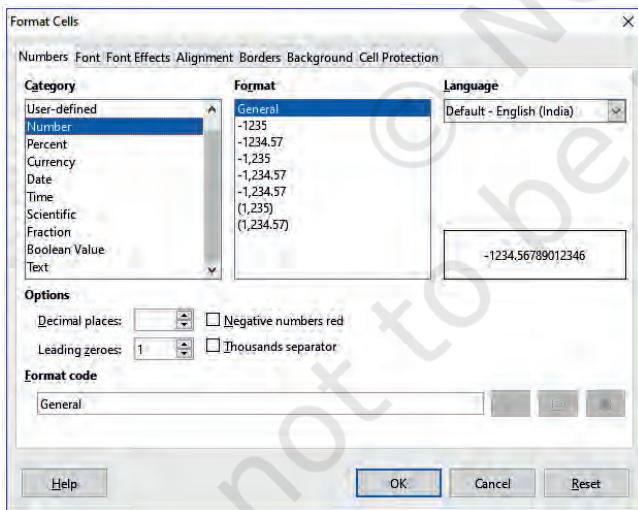 Format Cells
Numbers Font Font Effects Alignment Borders Background Cell Protection
Category
User-defined
Number
Percent
Currency
Date
Time
Scientific
Fraction
Boolean Value
Text
Format
General
-1235
-1234.57
-1,235
-1,234.57
-1,234.57
(1,235)
(1,234.57)
Language
Default - English (India)
-1234.56789012346
Options
Decimal places:
Negative numbers red
Leading zeroes: 1
Thousands separator
Format code
General
Help
OK
Cancel
Reset
© N
not to be